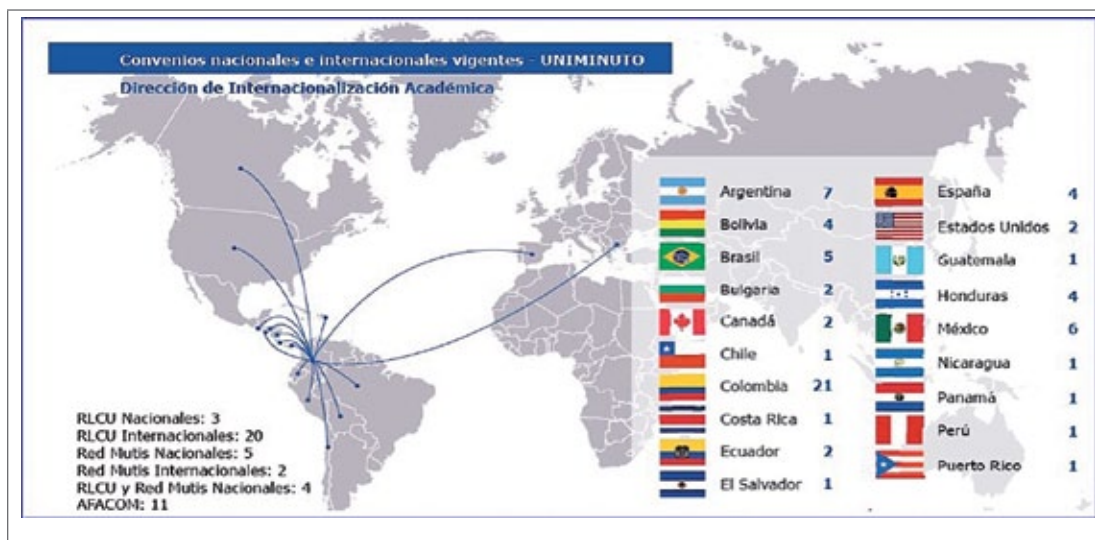 Convenios nacionales e internacionales vigentes - UNIMINUTO
Dirección de Internacionalización Académica
Argentina 7
Bolivia 4
Brasil 5
Bulgaria 2
Canadá 2
Chile 1
Colombia 21
Costa Rica 1
Ecuador 2
El Salvador 1
España 4
Estados Unidos 2
Guatemala 1
Honduras 4
México 6
Nicaragua 1
Panamá 1
Perú 1
Puerto Rico 1
RLCU Nacionales: 3
RLCU Internacionales: 20
Red Mutis Nacionales: 5
Red Mutis Internacionales: 2
RLCU y Red Mutis Nacionales: 4
AFACOM: 11